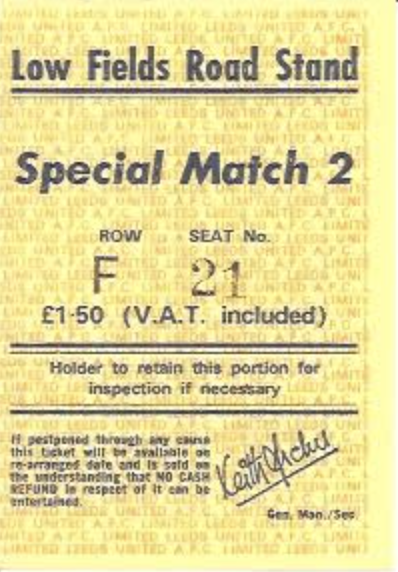 Low Fields Road Stand
Special Match 2
ROW SEAT No.
F 21
£1·50 (V.A.T. included)
Holder to retain this portion for
inspection if necessary
If postponed through any cause
this ticket will be available on
re-arranged date and is sold on
the understanding that NO CASH
REFUND in respect of it can be
entertained.
Keith Archer
Gen. Man./Sec.